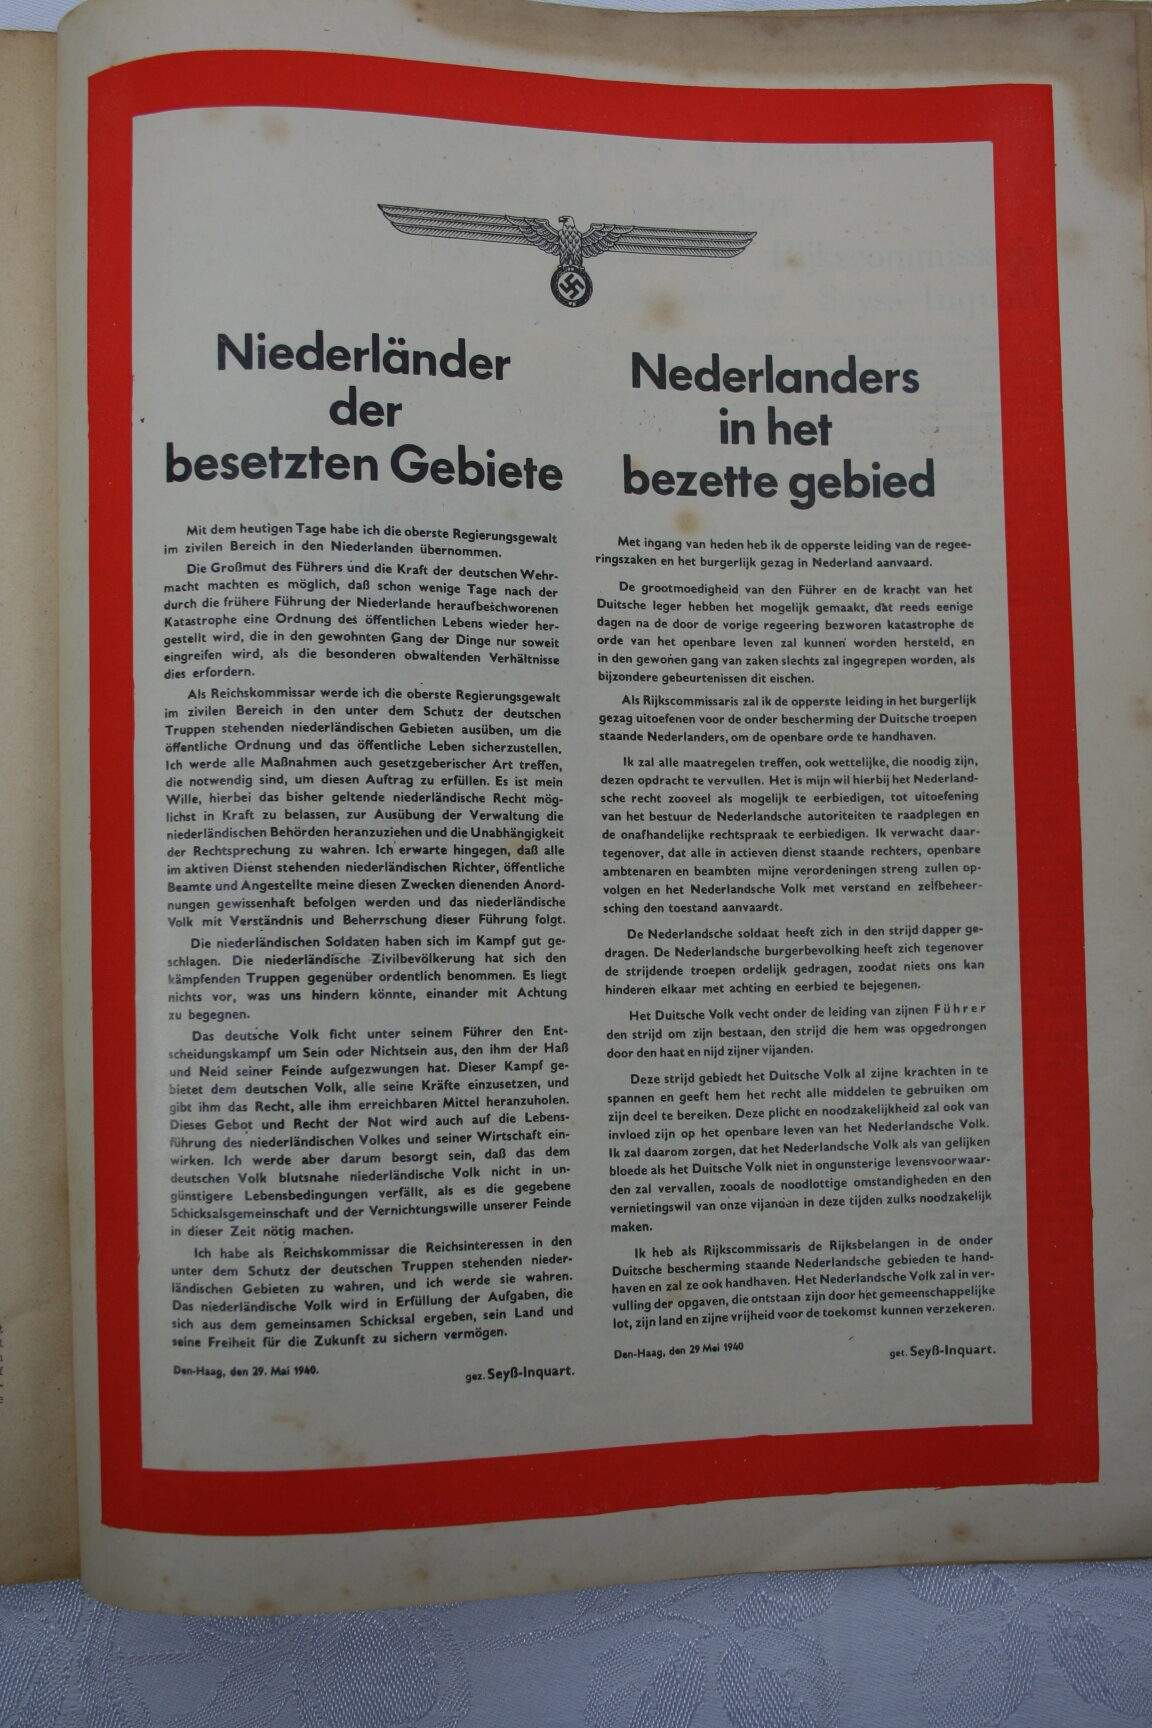 Niederländer
der
besetzten Gebiete
Mit dem heutigen Tage habe ich die oberste Regierungsgewalt
im zivilen Bereich in den Niederlanden übernommen.
Die Großmut des Führers und die Kraft der deutschen Wehr-
macht machten es möglich, daß schon wenige Tage nach der
durch die frühere Führung der Niederlande heraufbeschworenen
Katastrophe eine Ordnung des öffentlichen Lebens wieder her-
gestellt wird, die in den gewohnten Gang der Dinge nur soweit
eingreifen wird, als die besonderen obwaltenden Verhältnisse
dies erfordern.
Als Reichskommissar werde ich die oberste Regierungsgewalt
im zivilen Bereich in den unter dem Schutz der deutschen
Truppen stehenden niederländischen Gebieten ausüben, um die
öffentliche Ordnung und das öffentliche Leben sicherzustellen.
Ich werde alle Maßnahmen auch gesetzgeberischer Art treffen,
die notwendig sind, um diesen Auftrag zu erfüllen. Es ist mein
Wille, hierbei das bisher geltende niederländische Recht mög-
lichst in Kraft zu belassen, zur Ausübung der Verwaltung die
niederländischen Behörden heranzuziehen und die Unabhängigkeit
der Rechtsprechung zu wahren. Ich erwarte hingegen, daß alle
im aktiven Dienst stehenden niederländischen Richter, öffentliche
Beamte und Angestellte meine diesen Zwecken dienenden Anord-
nungen gewissenhaft befolgen werden und das niederländische
Volk mit Verständnis und Beherrschung dieser Führung folgt.
Die niederländischen Soldaten haben sich im Kampf gut ge-
schlagen. Die niederländische Zivilbevölkerung hat sich den
kämpfenden Truppen gegenüber ordentlich benommen. Es liegt
nichts vor, was uns hindern könnte, einander mit Achtung
zu begegnen.
Das deutsche Volk ficht unter seinem Führer den Ent-
scheidungskampf um Sein oder Nichtsein aus, den ihm der Haß
und Neid seiner Feinde aufgezwungen hat. Dieser Kampf ge-
bietet dem deutschen Volk, alle seine Kräfte einzusetzen, und
gibt ihm das Recht, alle ihm erreichbaren Mittel heranzuholen.
Dieses Gebot und Recht der Not wird auch auf die Lebens-
führung des niederländischen Volkes und seiner Wirtschaft ein-
wirken. Ich werde aber darum besorgt sein, daß das dem
deutschen Volk blutsnahe niederländische Volk nicht in un-
günstigere Lebensbedingungen verfällt, als es die gegebene
Schicksalsgemeinschaft und der Vernichtungswille unserer Feinde
in dieser Zeit nötig machen.
Ich habe als Reichskommissar die Reichsinteressen in den
unter dem Schutz der deutschen Truppen stehenden nieder-
ländischen Gebieten zu wahren, und ich werde sie wahren.
Das niederländische Volk wird in Erfüllung der Aufgaben, die
sich aus dem gemeinsamen Schicksal ergeben, sein Land und
seine Freiheit für die Zukunft zu sichern vermögen.
Den-Haag, den 29. Mai 1940.
gez. Seyß-Inquart.
Nederlanders
in het
bezette gebied
Met ingang van heden heb ik de opperste leiding van de regee-
ringszaken en het burgerlijk gezag in Nederland aanvaard.
De grootmoedigheid van den Führer en de kracht van het
Duitsche leger hebben het mogelijk gemaakt, dat reeds eenige
dagen na de door de vorige regeering bezworen katastrophe de
orde van het openbare leven zal kunnen worden hersteld, en
in den gewonen gang van zaken slechts zal ingegrepen worden, als
bijzondere gebeurtenissen dit eischen.
Als Rijkscommissaris zal ik de opperste leiding in het burgerlijk
gezag uitoefenen voor de onder bescherming der Duitsche troepen
staande Nederlanders, om de openbare orde te handhaven.
Ik zal alle maatregelen treffen, ook wettelijke, die noodig zijn,
dezen opdracht te vervullen. Het is mijn wil hierbij het Nederland-
sche recht zooveel als mogelijk te eerbiedigen, tot uitoefening
van het bestuur de Nederlandsche autoriteiten te raadplegen en
de onafhandelijke rechtspraak te eerbiedigen. Ik verwacht daar-
tegenover, dat alle in actieven dienst staande rechters, openbare
ambtenaren en beambten mijne verordeningen streng zullen op-
volgen en het Nederlandsche Volk met verstand en zelfbeheer-
sching den toestand aanvaardt.
De Nederlandsche soldaat heeft zich in den strijd dapper ge-
dragen. De Nederlandsche burgerbevolking heeft zich tegenover
de strijdende troepen ordelijk gedragen, zoodat niets ons kan
hinderen elkaar met achting en eerbied te bejegenen.
Het Duitsche Volk vecht onder de leiding van zijnen Führer
den strijd om zijn bestaan, den strijd die hem was opgedrongen
door den haat en nijd zijner vijanden.
Deze strijd gebiedt het Duitsche Volk al zijne krachten in te
spannen en geeft hem het recht alle middelen te gebruiken om
zijn doel te bereiken. Deze plicht en noodzakelijkheid zal ook van
invloed zijn op het openbare leven van het Nederlandsche Volk.
Ik zal daarom zorgen, dat het Nederlandsche Volk als van gelijken
bloede als het Duitsche Volk niet in ongunsterige levensvoorwaar-
den zal vervallen, zooals de noodlottige omstandigheden en den
vernietingswil van onze vijanden in deze tijden zulks noodzakelijk
maken.
Ik heb als Rijkscommissaris de Rijksbelangen in de onder
Duitsche bescherming staande Nederlandsche gebieden te hand-
haven en zal ze ook handhaven. Het Nederlandsche Volk zal in ver-
vulling der opgaven, die ontstaan zijn door het gemeenschappelijke
lot, zijn land en zijne vrijheid voor de toekomst kunnen verzekeren.
Den-Haag, den 29 Mei 1940
get. Seyß-Inquart.